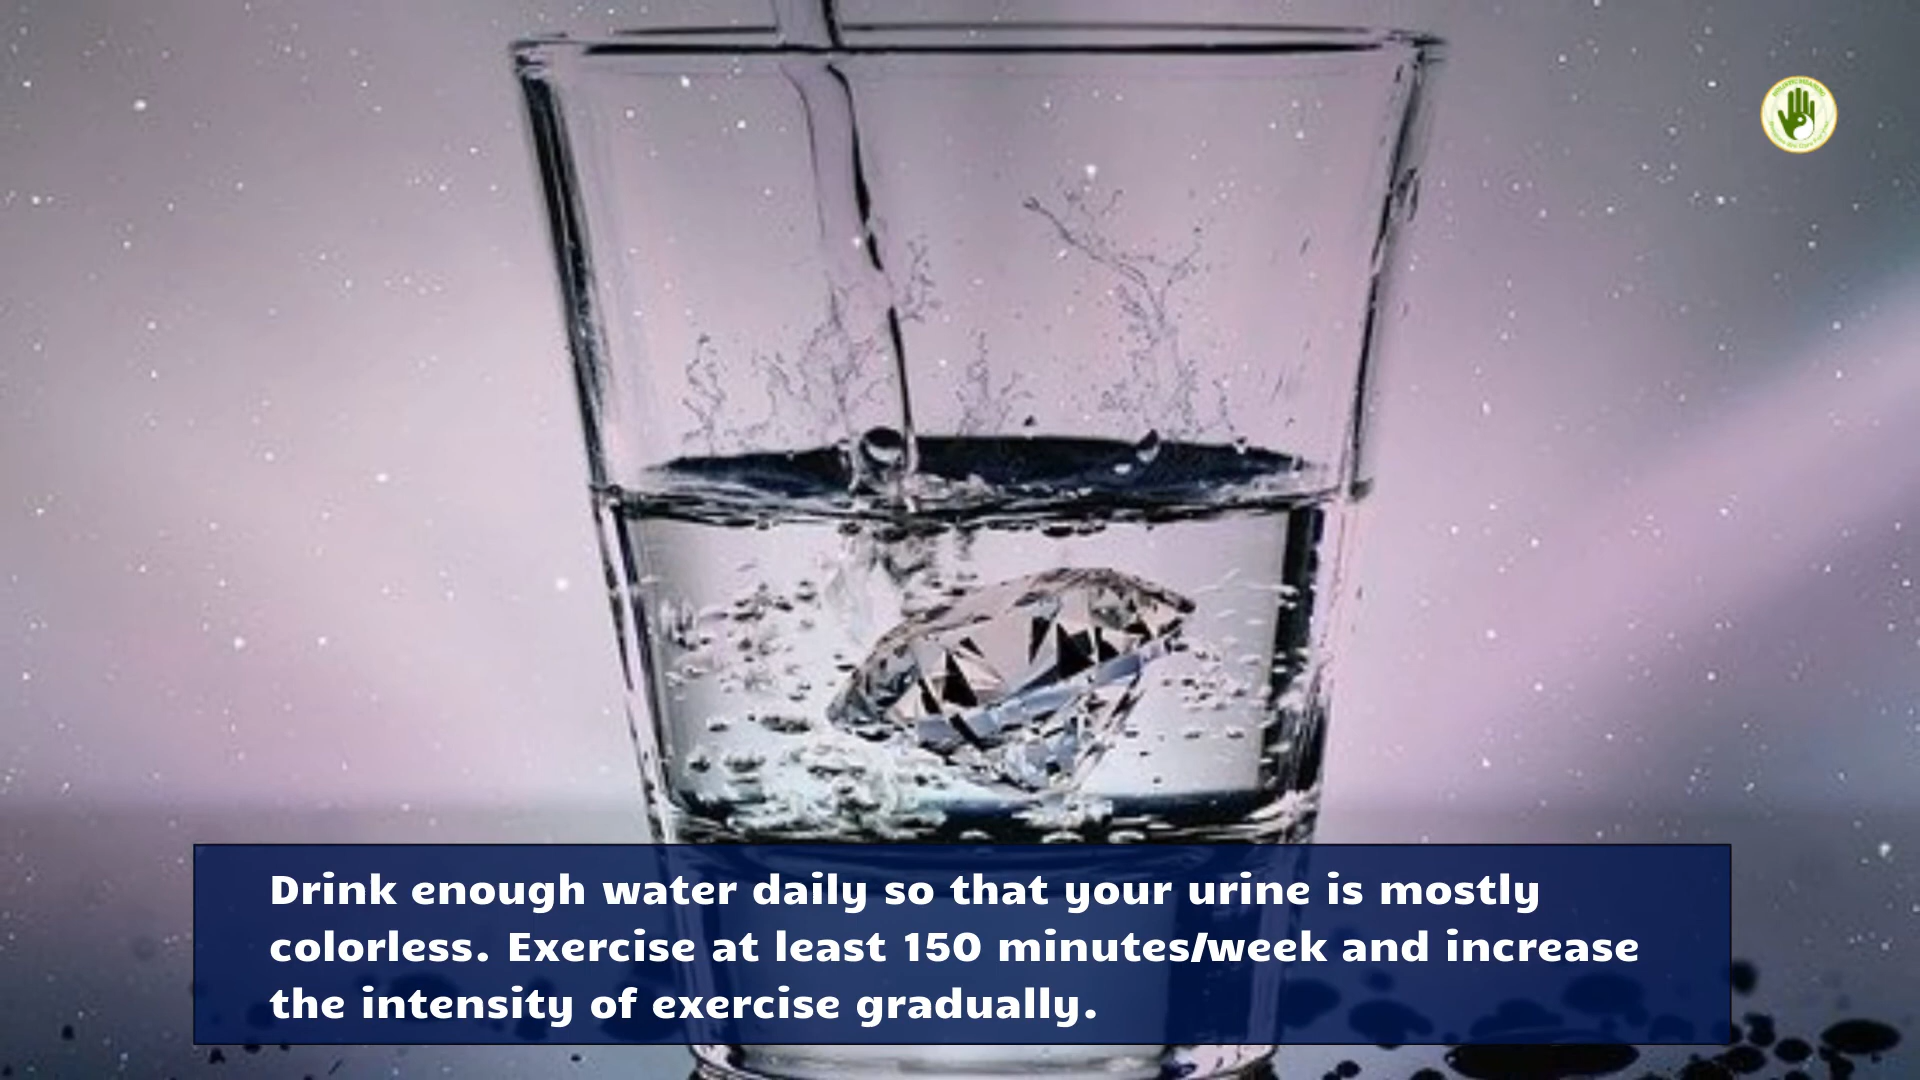 Drink enough water daily so that your urine is mostly
colorless. Exercise at least 150 minutes/week and increase
the intensity of exercise gradually.